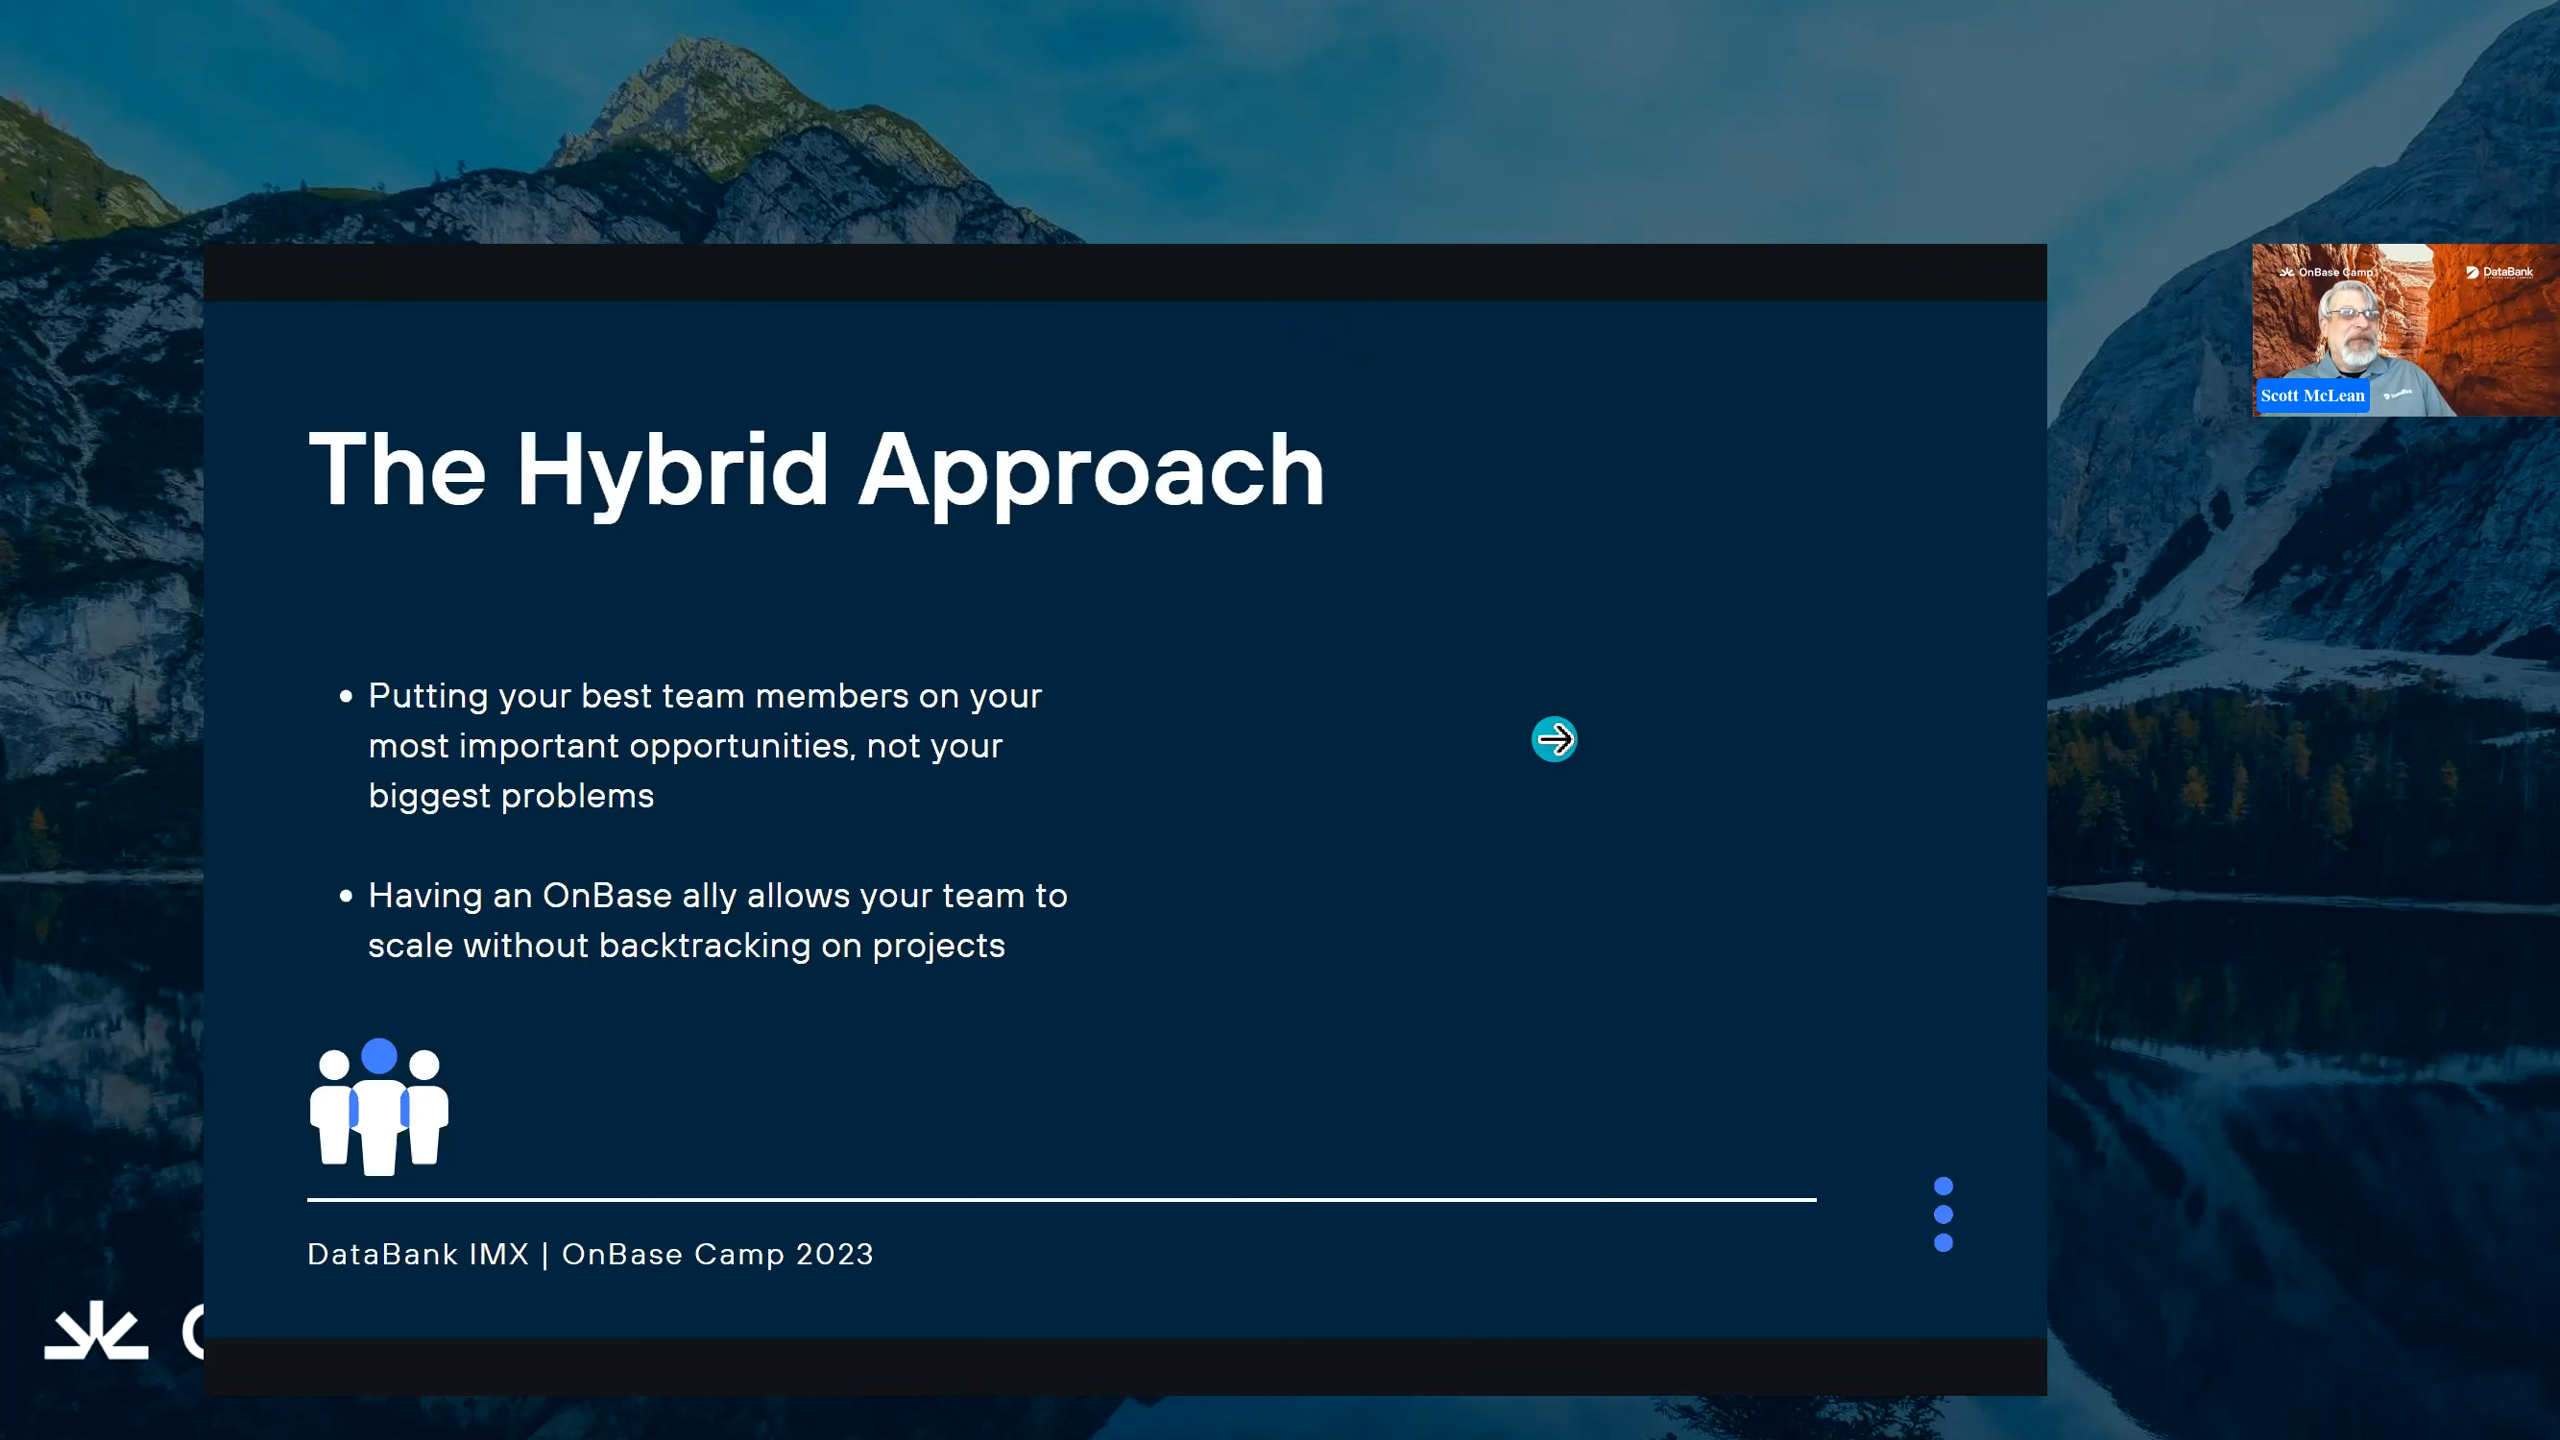 OnBase Camp
DataBank
Scott McLean
The Hybrid Approach
• Putting your best team members on your
most important opportunities, not your
biggest problems
• Having an OnBase ally allows your team to
scale without backtracking on projects
DataBank IMX | OnBase Camp 2023